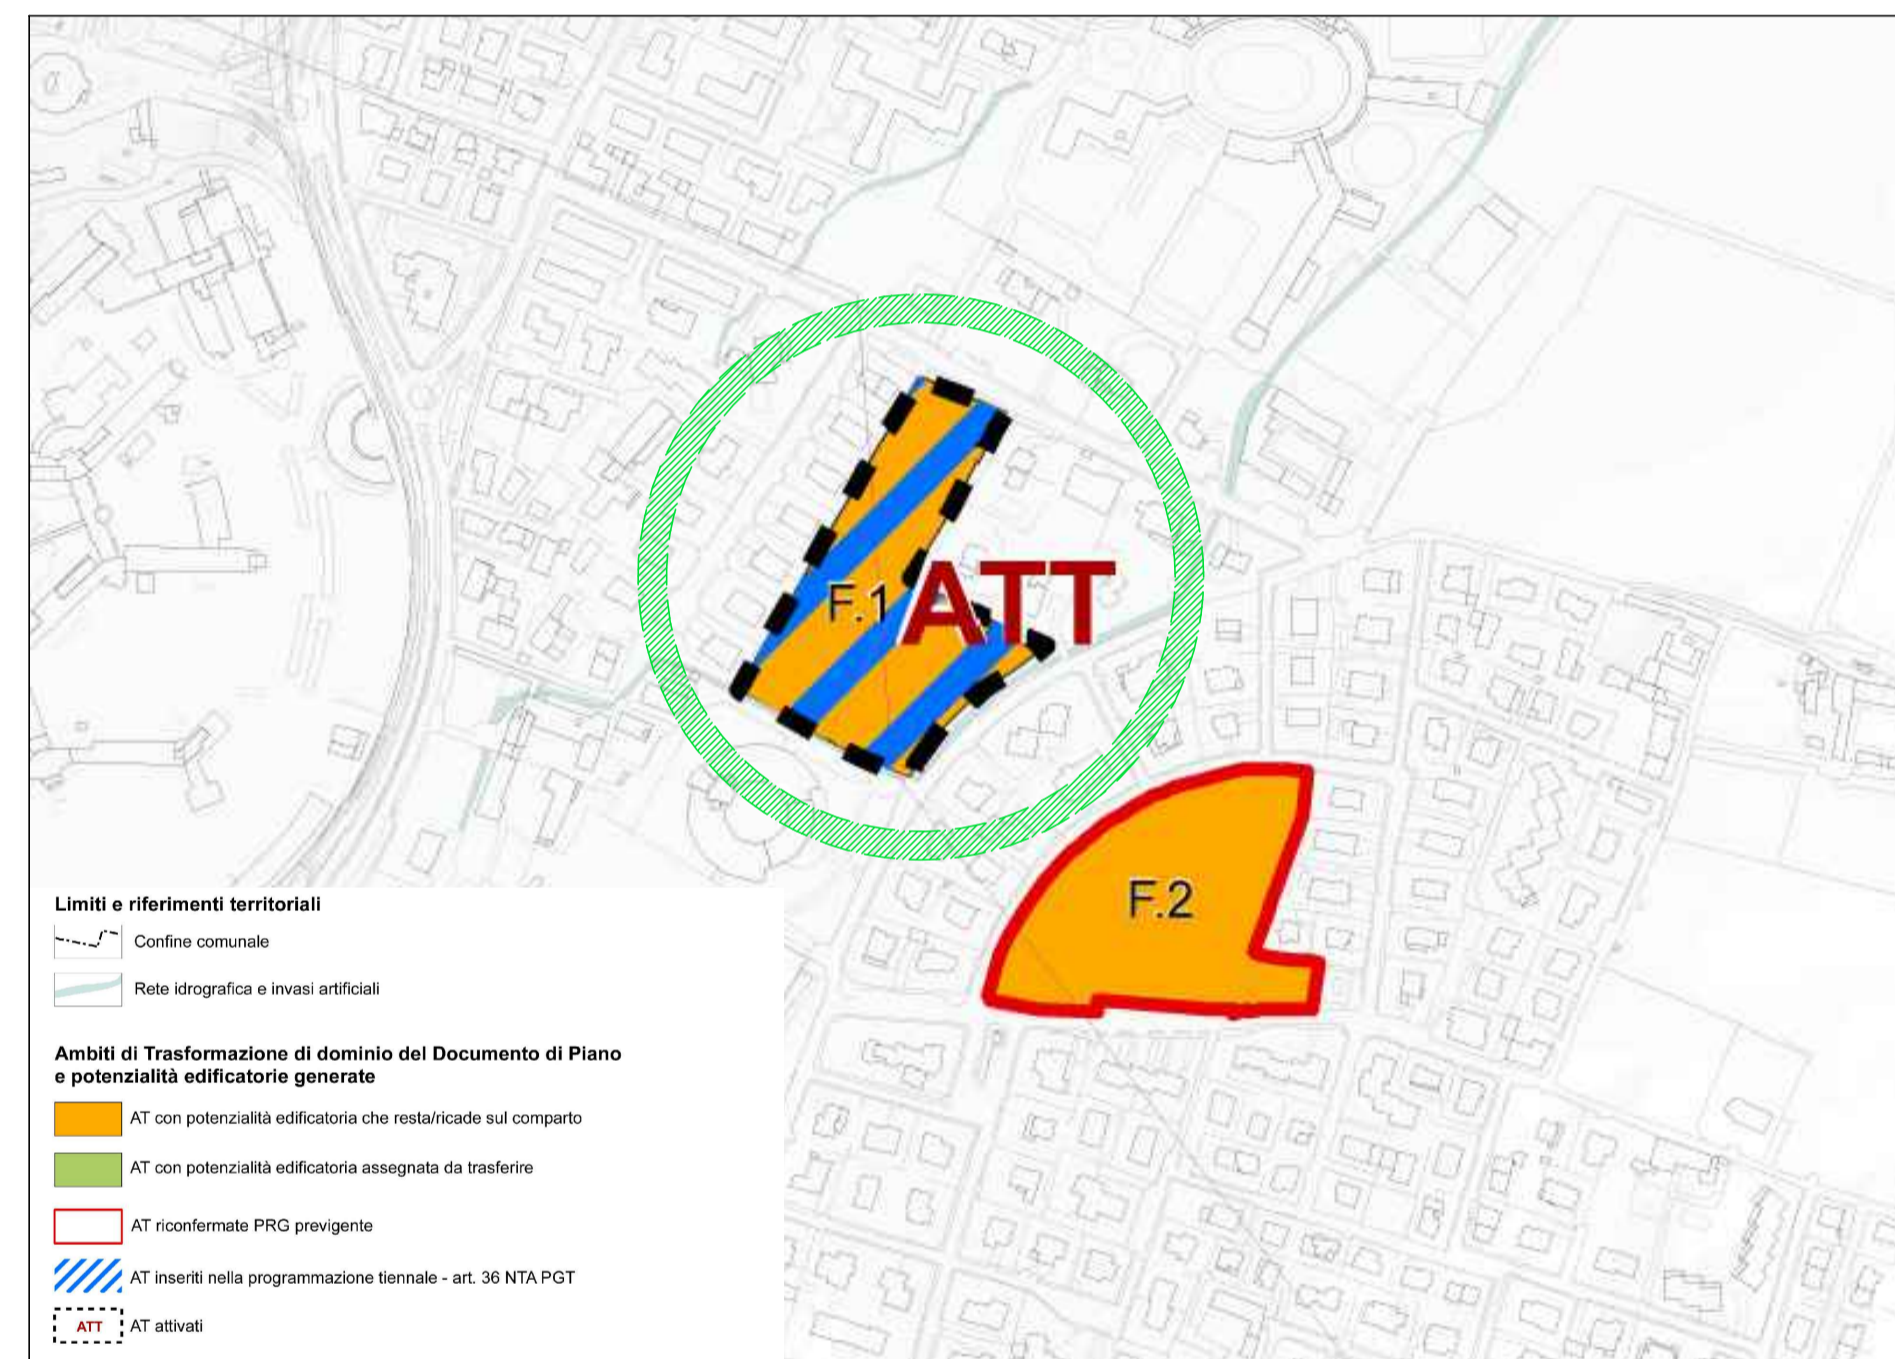 F.1
ATT
F.2
Limiti e riferimenti territoriali
Confine comunale
Rete idrografica e invasi artificiali
Ambiti di Trasformazione di dominio del Documento di Piano
e potenzialità edificatorie generate
AT con potenzialità edificatoria che resta/ricade sul comparto
AT con potenzialità edificatoria assegnata da trasferire
AT riconfermate PRG previgente
AT inseriti nella programmazione tiennale - art. 36 NTA PGT
ATT AT attivati